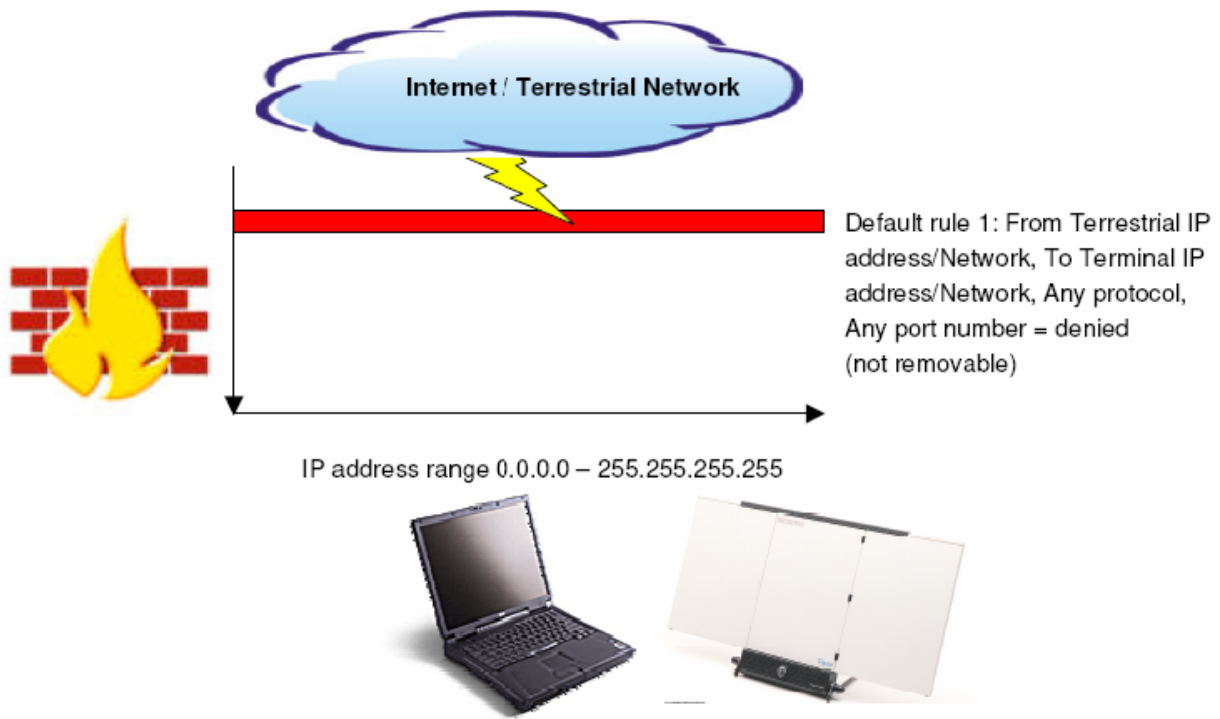 Internet / Terrestrial Network
Default rule 1: From Terrestrial IP
address/Network, To Terminal IP
address/Network, Any protocol,
Any port number = denied
(not removable)
IP address range 0.0.0.0 – 255.255.255.255